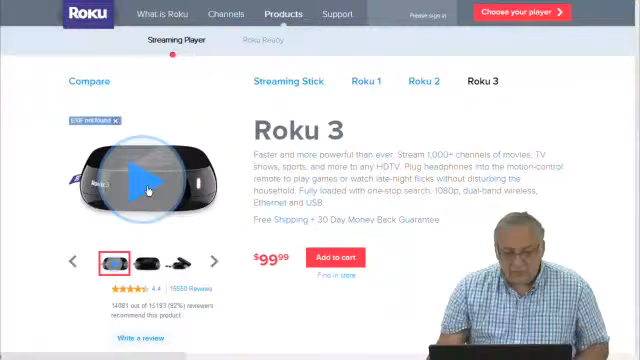 Roku
What is Roku
Channels
Products
Support
Please sign in
Choose your player
Streaming Player
Roku Ready
Compare
Streaming Stick
Roku 1
Roku 2
Roku 3
EXIF not found x
Roku 3
Faster and more powerful than ever. Stream 1,000+ channels of movies, TV
shows, sports, and more to any HDTV. Plug headphones into the motion-control
remote to play games or watch late-night flicks without disturbing the
household. Fully loaded with one-stop search, 1080p, dual-band wireless,
Ethernet and USB.
Free Shipping + 30 Day Money Back Guarantee
$99 99
Add to cart
Find in store
4.4
15550 Reviews
14081 out of 15193 (92%) reviewers
recommend this product
Write a review